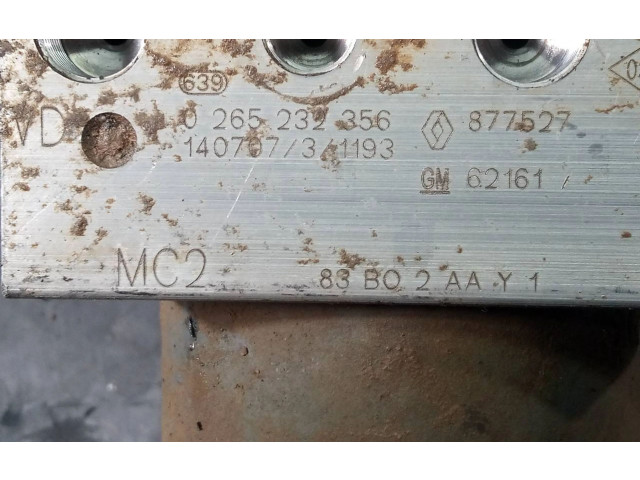 639
VD
0 265 232 356
877527
140707/3/1193
GM 62161
MC2
83 BO 2 AA Y 1